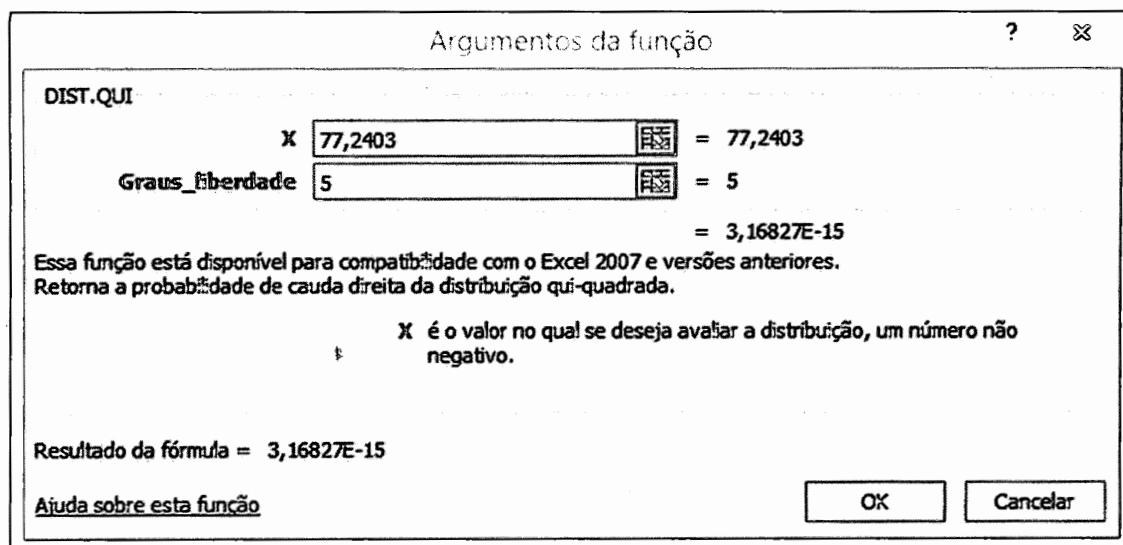 Argumentos da função ?
DIST.QUI
X 77,2403 = 77,2403
Graus_liberdade 5 = 5
= 3,16827E-15
Essa função está disponível para compatibilidade com o Excel 2007 e versões anteriores.
Retorna a probabilidade de cauda direita da distribuição qui-quadrada.
X é o valor no qual se deseja avaliar a distribuição, um número não
negativo.
Resultado da fórmula = 3,16827E-15
Ajuda sobre esta função
OK
Cancelar